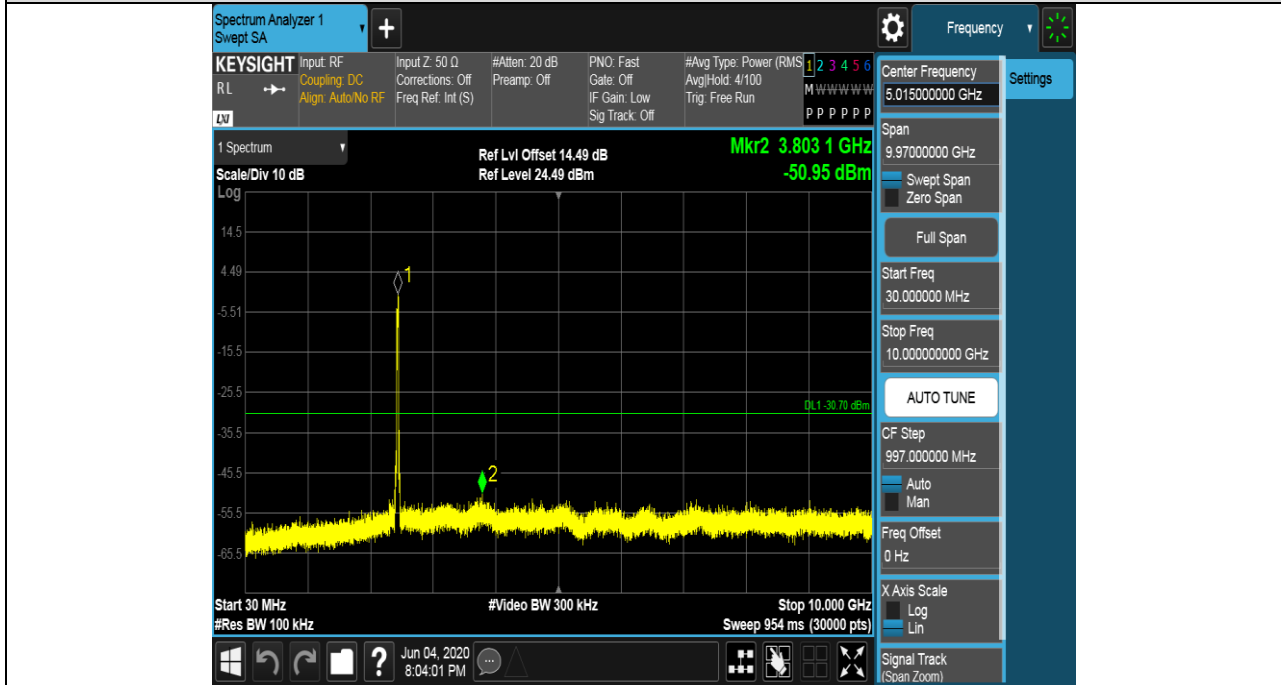 Spectrum Analyzer 1
Swept SA
Frequency
KEYSIGHT
RL
LXI
Input: RF
Coupling: DC
Align: Auto/No RF
Input Z: 50 Ω
Corrections: Off
Freq Ref: Int (S)
#Atten: 20 dB
Preamp: Off
PNO: Fast
Gate: Off
IF Gain: Low
Sig Track: Off
#Avg Type: Power (RMS
Avg|Hold: 4/100
Trig: Free Run
1 2 3 4 5 6
M W W W W W
P P P P P P
1 Spectrum
Scale/Div 10 dB
Ref Lvl Offset 14.49 dB
Ref Level 24.49 dBm
Mkr2 3.803 1 GHz
-50.95 dBm
Log
14.5
4.49
-5.51
-15.5
-25.5
-35.5
-45.5
-55.5
-65.5
1
2
DL1 -30.70 dBm
Start 30 MHz
#Res BW 100 kHz
#Video BW 300 kHz
Stop 10.000 GHz
Sweep 954 ms (30000 pts)
Center Frequency
5.015000000 GHz
Settings
Span
9.97000000 GHz
Swept Span
Zero Span
Full Span
Start Freq
30.000000 MHz
Stop Freq
10.000000000 GHz
AUTO TUNE
CF Step
997.000000 MHz
Auto
Man
Freq Offset
0 Hz
X Axis Scale
Log
Lin
Signal Track
(Span Zoom)
?
Jun 04, 2020
8:04:01 PM